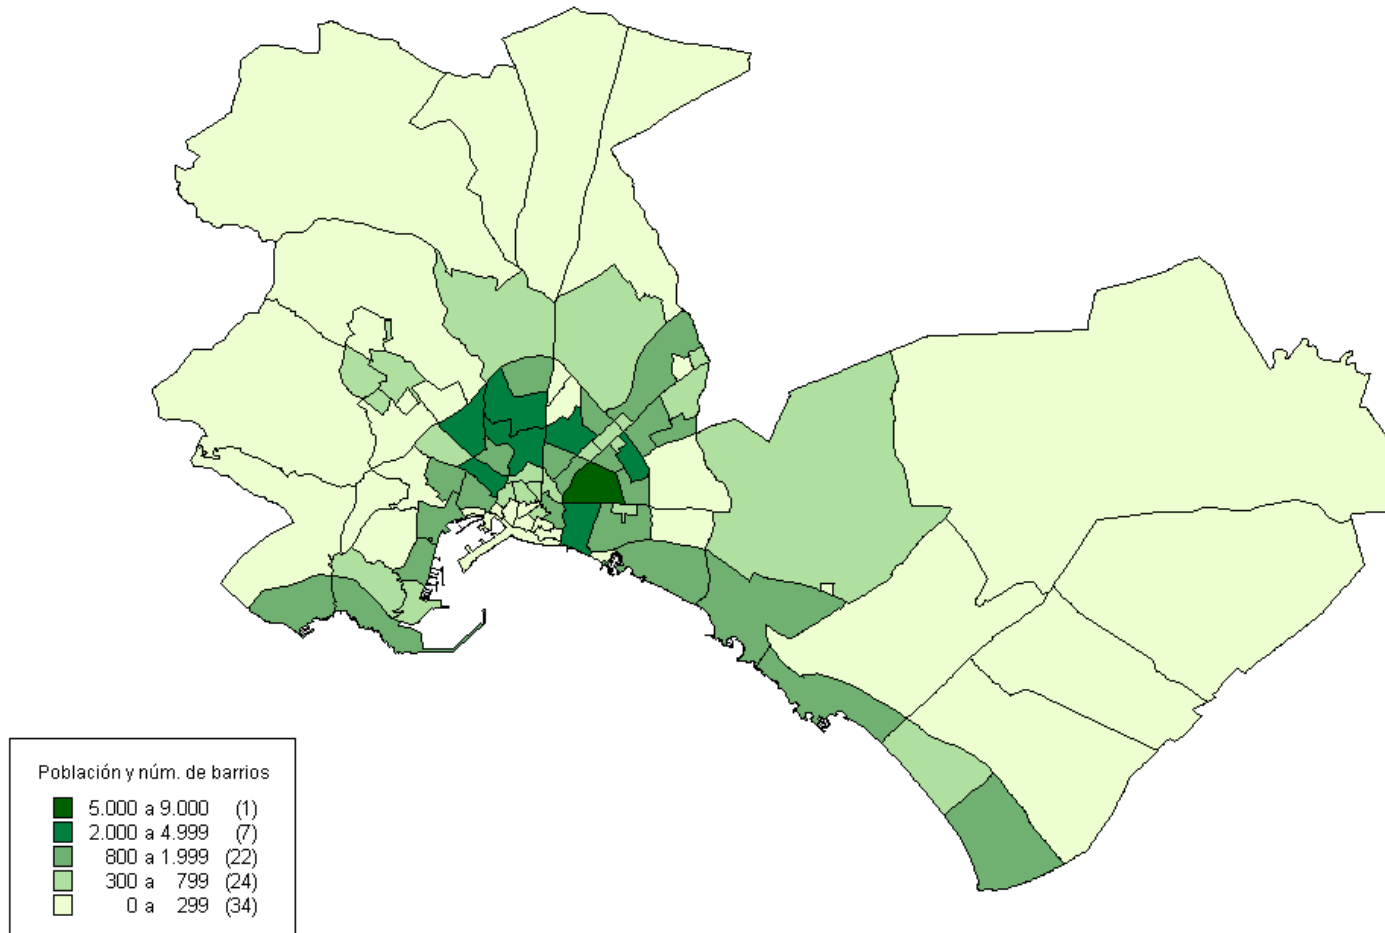 Población y núm. de barrios
5.000 a 9.000 (1)
2.000 a 4.999 (7)
800 a 1.999 (22)
300 a 799 (24)
0 a 299 (34)